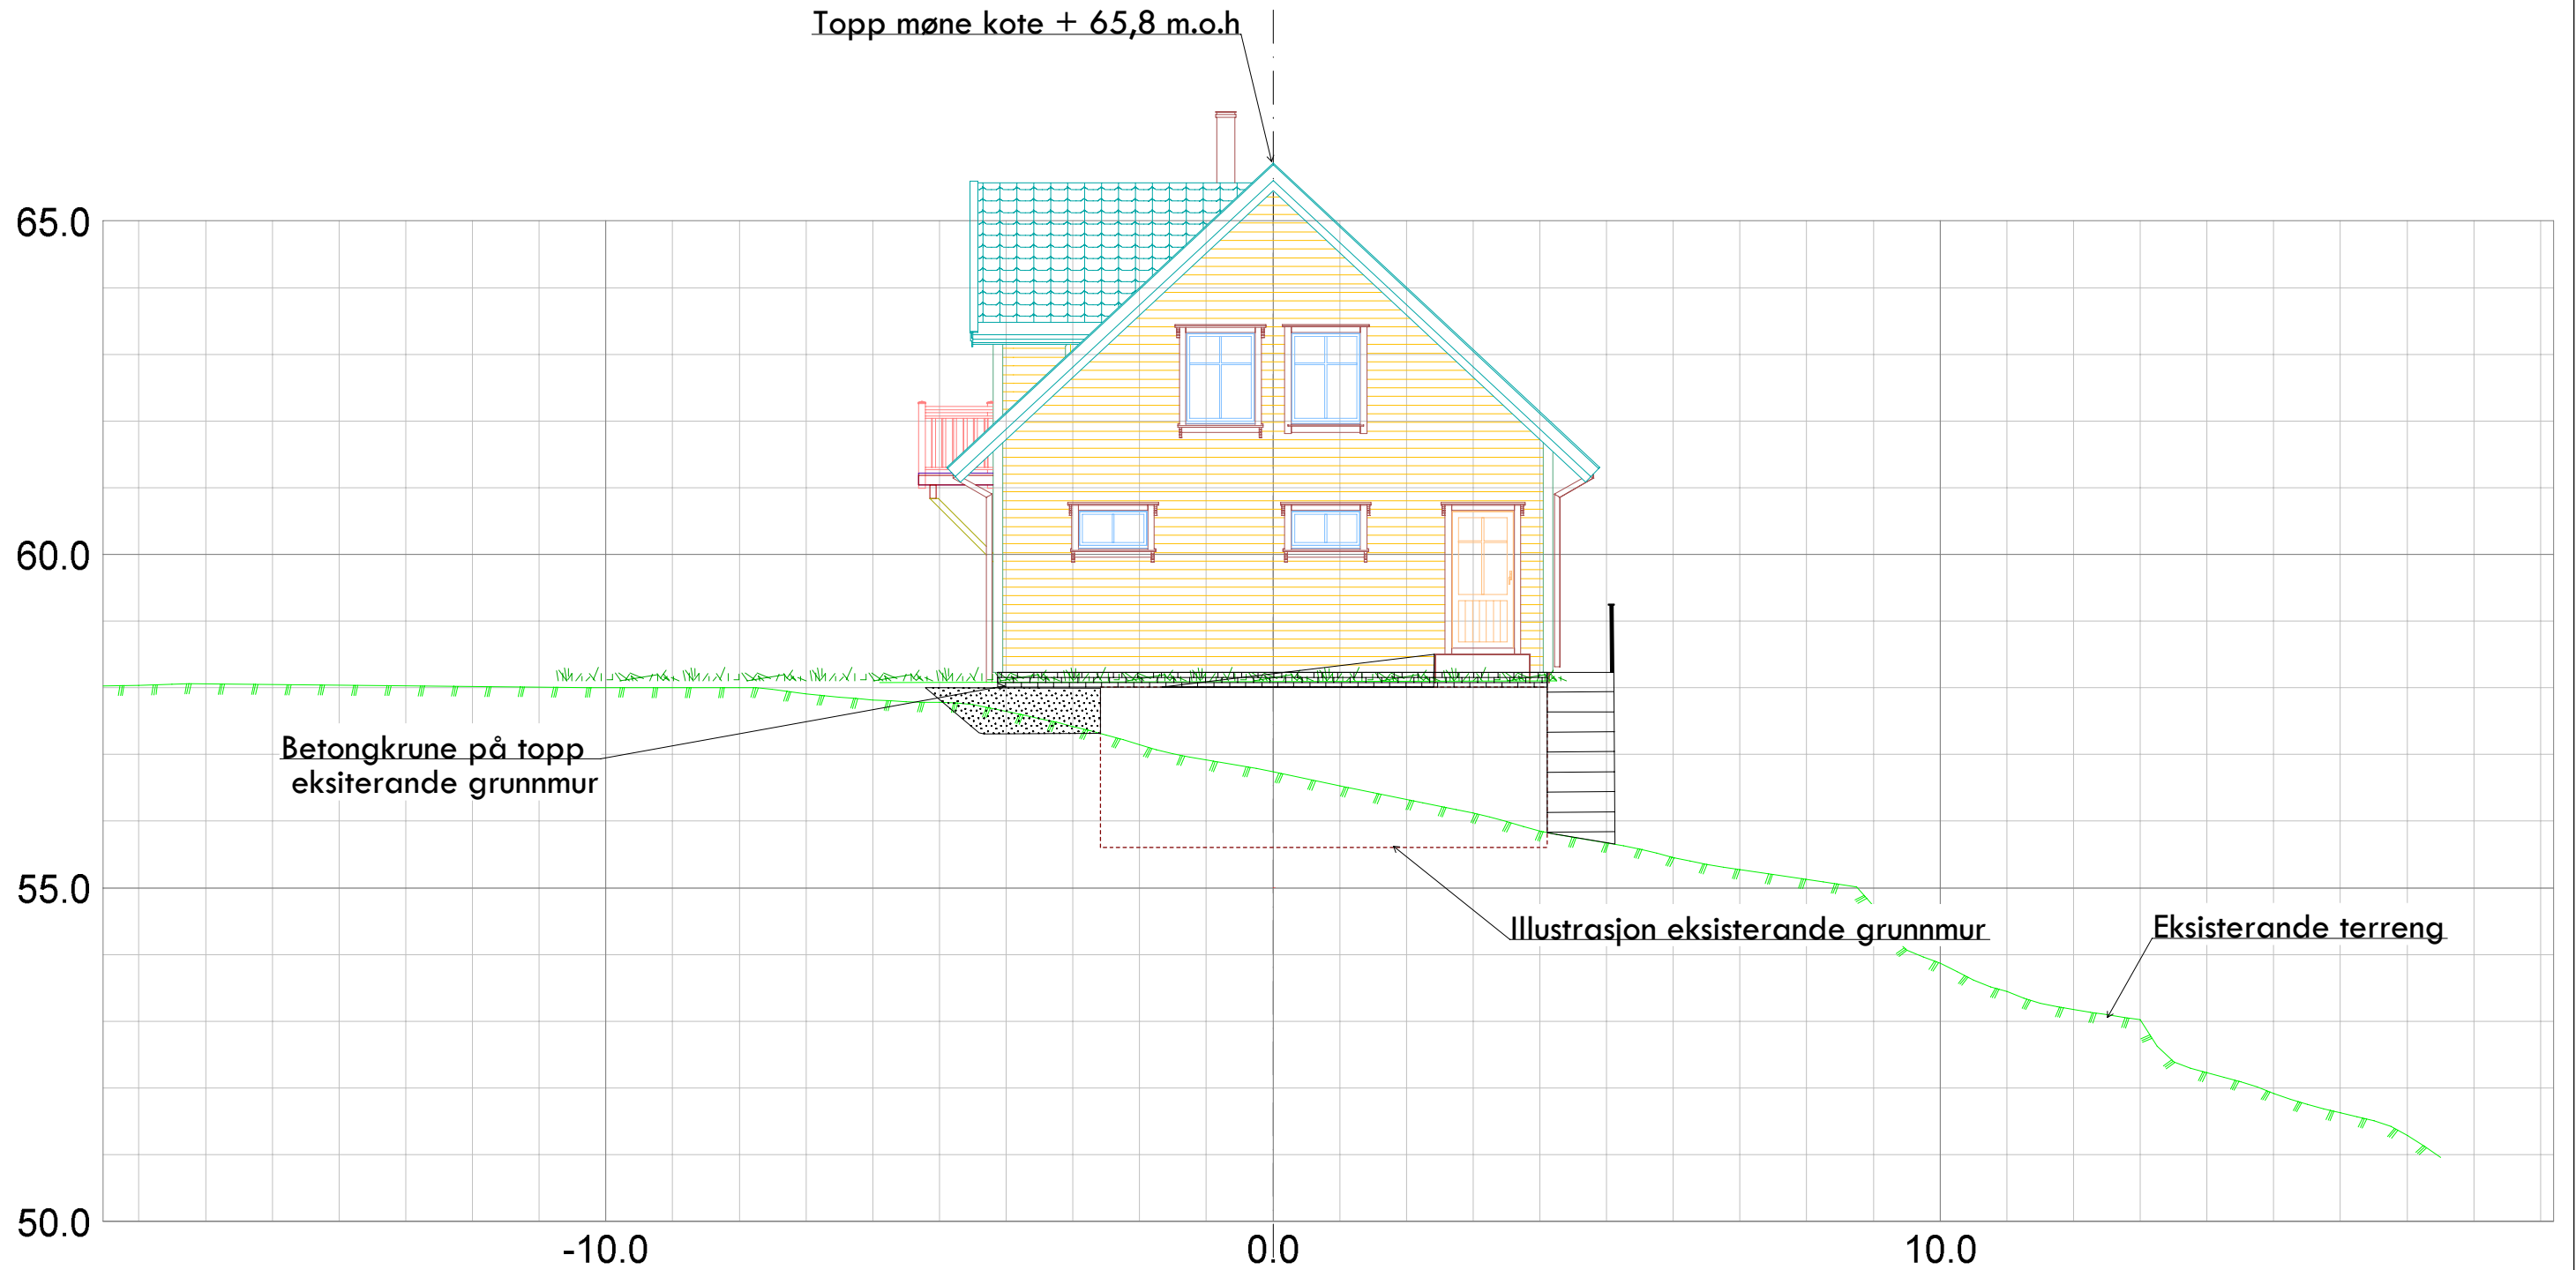 Topp møne kote + 65,8 m.o.h
65.0
60.0
Betongkrune på topp
eksiterande grunnmur
55.0
Illustrasjon eksisterande grunnmur
Eksisterande terreng
50.0
-10.0
0.0
10.0